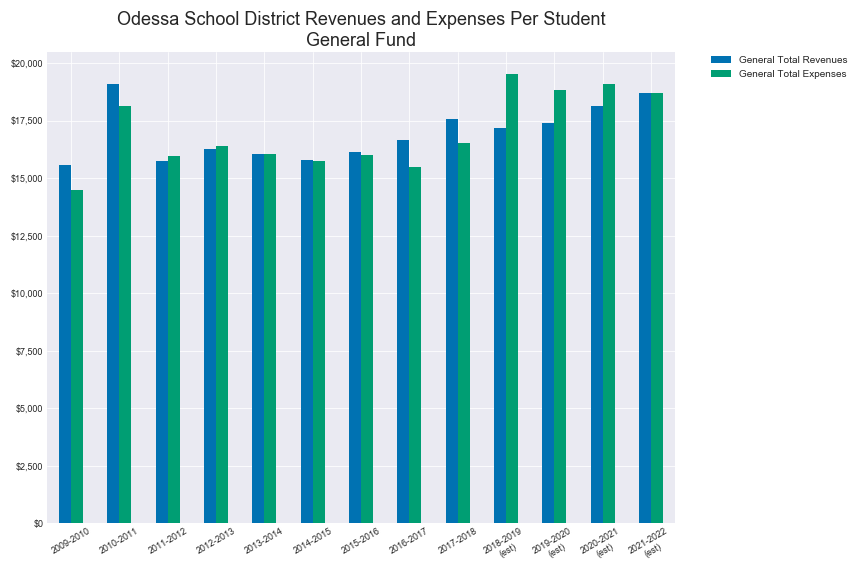 Odessa School District Revenues and Expenses Per Student
General Fund
General Total Revenues
General Total Expenses
$20,000
$17,500
$15,000
$12,500
$10,000
$7,500
$5,000
$2,500
$0
2009-2010
2010-2011
2011-2012
2012-2013
2013-2014
2014-2015
2015-2016
2016-2017
2017-2018
2018-2019
(est)
2019-2020
(est)
2020-2021
(est)
2021-2022
(est)